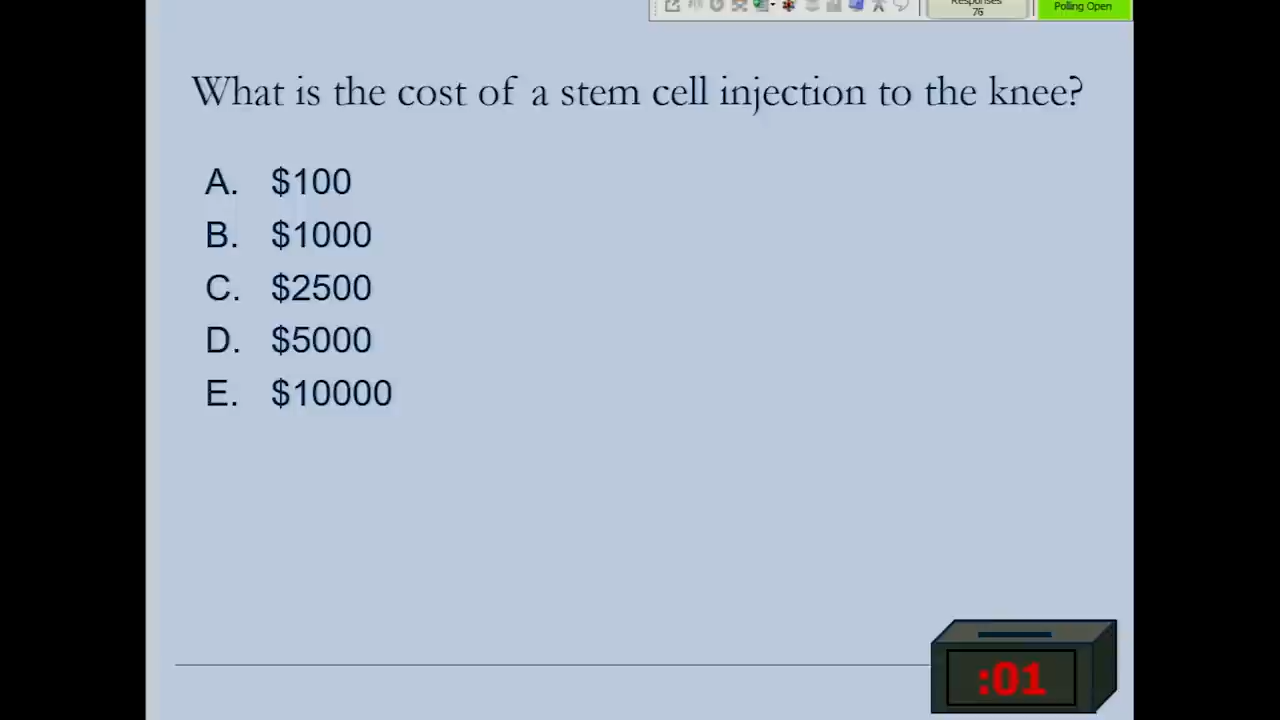 Responses
76
Polling Open
What is the cost of a stem cell injection to the knee?
A. $100
B. $1000
C. $2500
D. $5000
E. $10000
:01